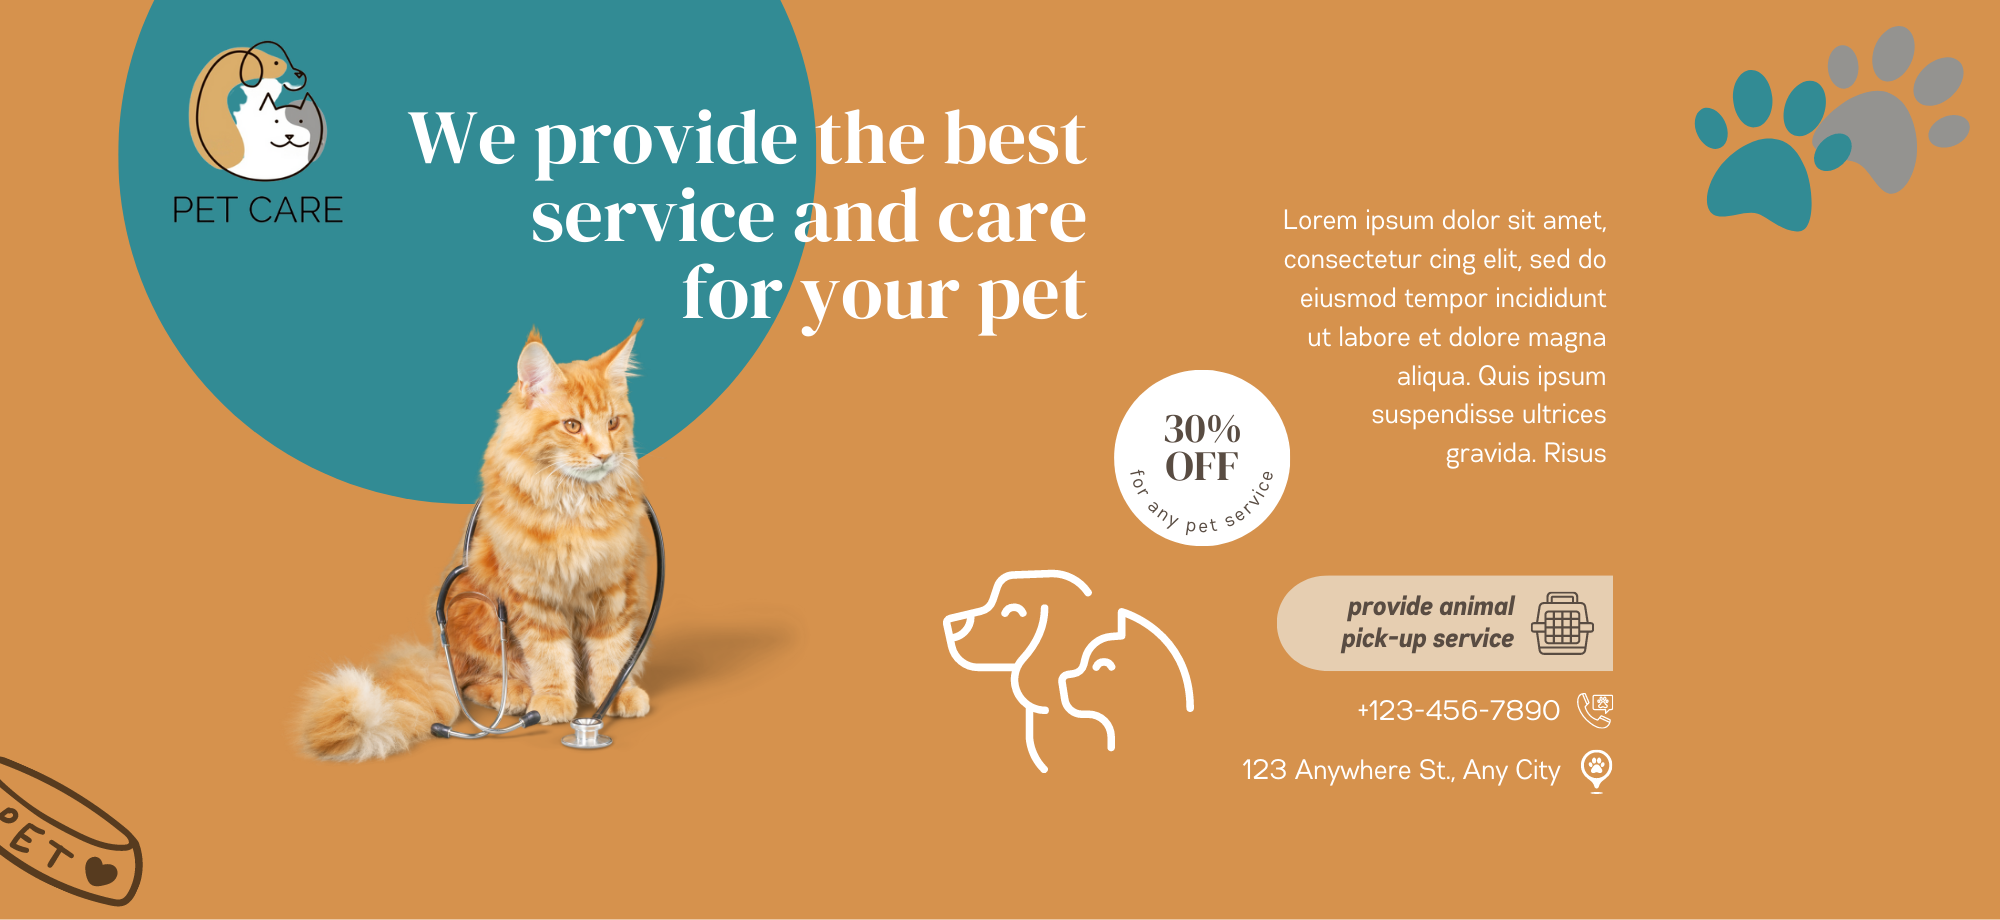 PET CARE
We provide the best
service and care
for your pet
Lorem ipsum dolor sit amet,
consectetur cing elit, sed do
eiusmod tempor incididunt
ut labore et dolore magna
aliqua. Quis ipsum
suspendisse ultrices
gravida. Risus
30%
OFF
for any pet service
provide animal
pick-up service
+123-456-7890
123 Anywhere St., Any City
PET